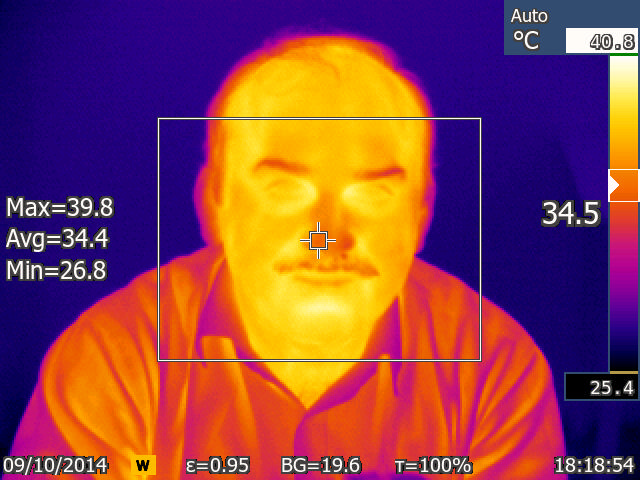 Auto
°C
40.8
Max=39.8
Avg=34.4
Min=26.8
34.5
25.4
09/10/2014 W ε=0.95 BG=19.6 τ=100% 18:18:54